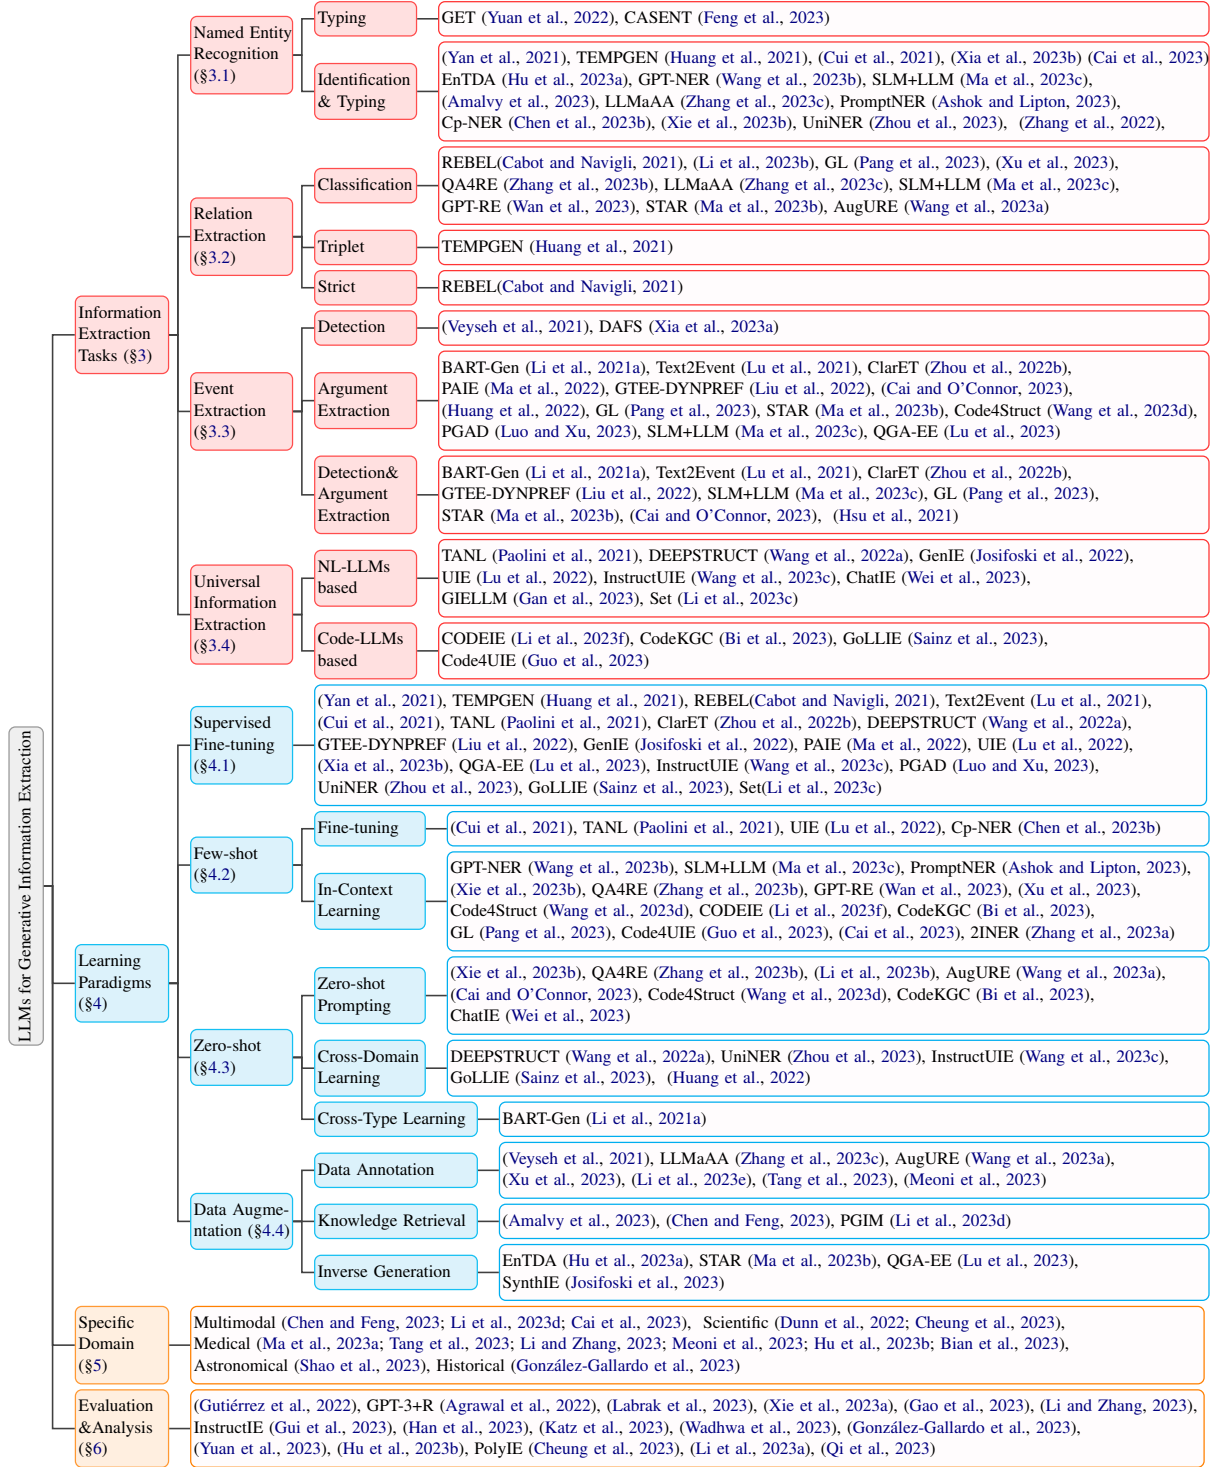 LLMs for Generative Information Extraction
Information
Extraction
Tasks (§3)
Named Entity
Recognition
(§3.1)
Typing
GET (Yuan et al., 2022), CASENT (Feng et al., 2023)
Identification
& Typing
(Yan et al., 2021), TEMPGEN (Huang et al., 2021), (Cui et al., 2021), (Xia et al., 2023b) (Cai et al., 2023)
EnTDA (Hu et al., 2023a), GPT-NER (Wang et al., 2023b), SLM+LLM (Ma et al., 2023c),
(Amalvy et al., 2023), LLMaAA (Zhang et al., 2023c), PromptNER (Ashok and Lipton, 2023),
Cp-NER (Chen et al., 2023b), (Xie et al., 2023b), UniNER (Zhou et al., 2023), (Zhang et al., 2022),
Relation
Extraction
(§3.2)
Classification
REBEL(Cabot and Navigli, 2021), (Li et al., 2023b), GL (Pang et al., 2023), (Xu et al., 2023),
QA4RE (Zhang et al., 2023b), LLMaAA (Zhang et al., 2023c), SLM+LLM (Ma et al., 2023c),
GPT-RE (Wan et al., 2023), STAR (Ma et al., 2023b), AugURE (Wang et al., 2023a)
Triplet
TEMPGEN (Huang et al., 2021)
Strict
REBEL(Cabot and Navigli, 2021)
Event
Extraction
(§3.3)
Detection
(Veyseh et al., 2021), DAFS (Xia et al., 2023a)
Argument
Extraction
BART-Gen (Li et al., 2021a), Text2Event (Lu et al., 2021), ClarET (Zhou et al., 2022b),
PAIE (Ma et al., 2022), GTEE-DYNPREF (Liu et al., 2022), (Cai and O'Connor, 2023),
(Huang et al., 2022), GL (Pang et al., 2023), STAR (Ma et al., 2023b), Code4Struct (Wang et al., 2023d),
PGAD (Luo and Xu, 2023), SLM+LLM (Ma et al., 2023c), QGA-EE (Lu et al., 2023)
Detection&
Argument
Extraction
BART-Gen (Li et al., 2021a), Text2Event (Lu et al., 2021), ClarET (Zhou et al., 2022b),
GTEE-DYNPREF (Liu et al., 2022), SLM+LLM (Ma et al., 2023c), GL (Pang et al., 2023),
STAR (Ma et al., 2023b), (Cai and O'Connor, 2023), (Hsu et al., 2021)
Universal
Information
Extraction
(§3.4)
NL-LLMs
based
TANL (Paolini et al., 2021), DEEPSTRUCT (Wang et al., 2022a), GenIE (Josifoski et al., 2022),
UIE (Lu et al., 2022), InstructUIE (Wang et al., 2023c), ChatIE (Wei et al., 2023),
GIELLM (Gan et al., 2023), Set (Li et al., 2023c)
Code-LLMs
based
CODEIE (Li et al., 2023f), CodeKGC (Bi et al., 2023), GoLLIE (Sainz et al., 2023),
Code4UIE (Guo et al., 2023)
Learning
Paradigms
(§4)
Supervised
Fine-tuning
(§4.1)
(Yan et al., 2021), TEMPGEN (Huang et al., 2021), REBEL(Cabot and Navigli, 2021), Text2Event (Lu et al., 2021),
(Cui et al., 2021), TANL (Paolini et al., 2021), ClarET (Zhou et al., 2022b), DEEPSTRUCT (Wang et al., 2022a),
GTEE-DYNPREF (Liu et al., 2022), GenIE (Josifoski et al., 2022), PAIE (Ma et al., 2022), UIE (Lu et al., 2022),
(Xia et al., 2023b), QGA-EE (Lu et al., 2023), InstructUIE (Wang et al., 2023c), PGAD (Luo and Xu, 2023),
UniNER (Zhou et al., 2023), GoLLIE (Sainz et al., 2023), Set(Li et al., 2023c)
Few-shot
(§4.2)
Fine-tuning
(Cui et al., 2021), TANL (Paolini et al., 2021), UIE (Lu et al., 2022), Cp-NER (Chen et al., 2023b)
In-Context
Learning
GPT-NER (Wang et al., 2023b), SLM+LLM (Ma et al., 2023c), PromptNER (Ashok and Lipton, 2023),
(Xie et al., 2023b), QA4RE (Zhang et al., 2023b), GPT-RE (Wan et al., 2023), (Xu et al., 2023),
Code4Struct (Wang et al., 2023d), CODEIE (Li et al., 2023f), CodeKGC (Bi et al., 2023),
GL (Pang et al., 2023), Code4UIE (Guo et al., 2023), (Cai et al., 2023), 2INER (Zhang et al., 2023a)
Zero-shot
(§4.3)
Zero-shot
Prompting
(Xie et al., 2023b), QA4RE (Zhang et al., 2023b), (Li et al., 2023b), AugURE (Wang et al., 2023a),
(Cai and O'Connor, 2023), Code4Struct (Wang et al., 2023d), CodeKGC (Bi et al., 2023),
ChatIE (Wei et al., 2023)
Cross-Domain
Learning
DEEPSTRUCT (Wang et al., 2022a), UniNER (Zhou et al., 2023), InstructUIE (Wang et al., 2023c),
GoLLIE (Sainz et al., 2023), (Huang et al., 2022)
Cross-Type Learning
BART-Gen (Li et al., 2021a)
Data Augme-
ntation (§4.4)
Data Annotation
(Veyseh et al., 2021), LLMaAA (Zhang et al., 2023c), AugURE (Wang et al., 2023a),
(Xu et al., 2023), (Li et al., 2023e), (Tang et al., 2023), (Meoni et al., 2023)
Knowledge Retrieval
(Amalvy et al., 2023), (Chen and Feng, 2023), PGIM (Li et al., 2023d)
Inverse Generation
EnTDA (Hu et al., 2023a), STAR (Ma et al., 2023b), QGA-EE (Lu et al., 2023),
SynthIE (Josifoski et al., 2023)
Specific
Domain
(§5)
Multimodal (Chen and Feng, 2023; Li et al., 2023d; Cai et al., 2023), Scientific (Dunn et al., 2022; Cheung et al., 2023),
Medical (Ma et al., 2023a; Tang et al., 2023; Li and Zhang, 2023; Meoni et al., 2023; Hu et al., 2023b; Bian et al., 2023),
Astronomical (Shao et al., 2023), Historical (González-Gallardo et al., 2023)
Evaluation
&Analysis
(§6)
(Gutiérrez et al., 2022), GPT-3+R (Agrawal et al., 2022), (Labrak et al., 2023), (Xie et al., 2023a), (Gao et al., 2023), (Li and Zhang, 2023),
InstructIE (Gui et al., 2023), (Han et al., 2023), (Katz et al., 2023), (Wadhwa et al., 2023), (González-Gallardo et al., 2023),
(Yuan et al., 2023), (Hu et al., 2023b), PolyIE (Cheung et al., 2023), (Li et al., 2023a), (Qi et al., 2023)